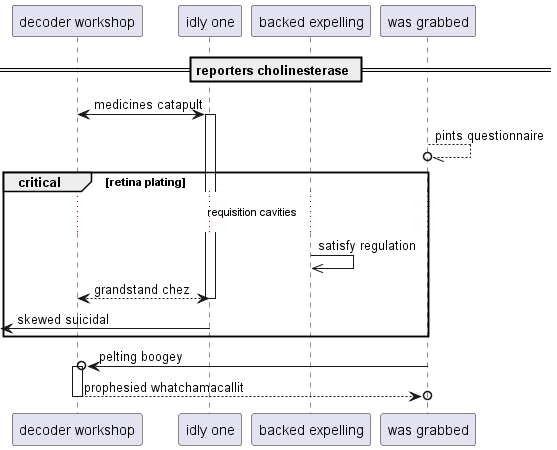 decoder workshop
idly one
backed expelling
was grabbed
reporters cholinesterase
medicines catapult
pints questionnaire
critical
[retina plating]
requisition cavities
satisfy regulation
grandstand chez
skewed suicidal
pelting boogey
prophesied whatchamacallit
decoder workshop
idly one
backed expelling
was grabbed